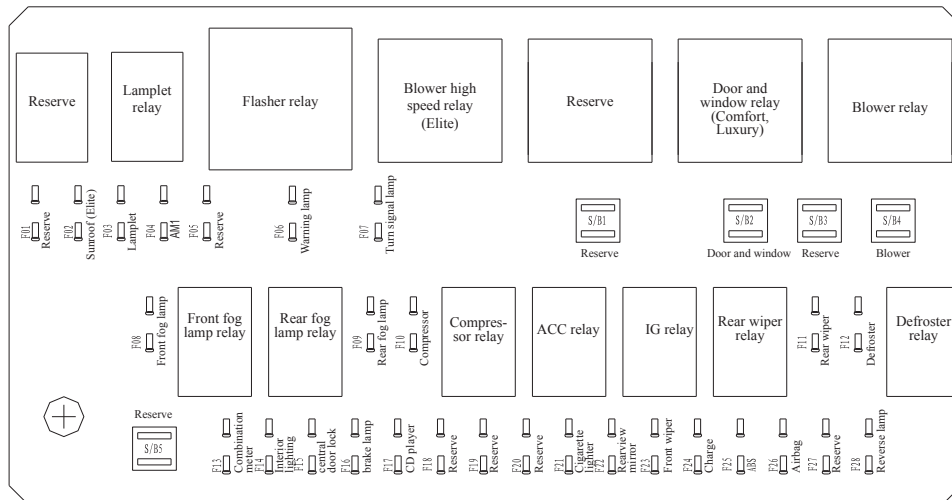 Reserve
Lamplet
relay
Flasher relay
Blower high
speed relay
(Elite)
Reserve
Door and
window relay
(Comfort,
Luxury)
Blower relay
F01
Reserve
F02
Sunroof (Elite)
F03
Lamplet
F04
AM1
F05
Reserve
F06
Warning lamp
F07
Turn signal lamp
S/B1
Reserve
S/B2
Door and window
S/B3
Reserve
S/B4
Blower
F08
Front fog lamp
Front fog
lamp relay
Rear fog
lamp relay
F09
Rear fog lamp
F10
Compressor
Compres-
sor relay
ACC relay
IG relay
Rear wiper
relay
F11
Rear wiper
F12
Defroster
Defroster
relay
Reserve
S/B5
F13
Combination
meter
F14
Interior
lighting
F15
central
door lock
F16
brake lamp
F17
CD player
F18
Reserve
F19
Reserve
F20
Reserve
F21
Cigarette
lighter
F22
Rearview
mirror
F23
Front wiper
F24
Charge
F25
ABS
F26
Airbag
F27
Reserve
F28
Reverse lamp